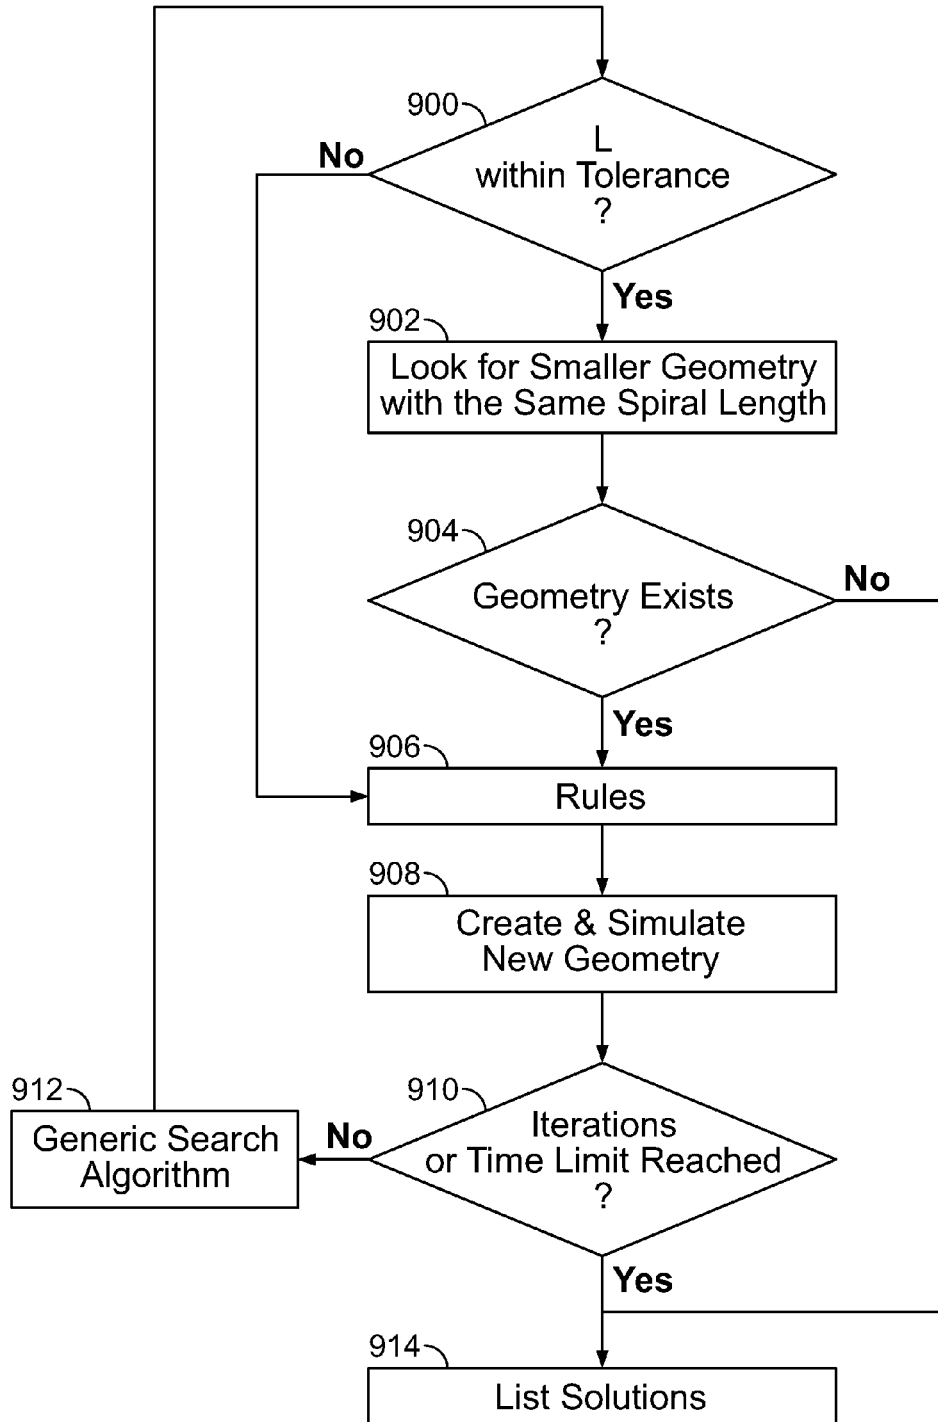 900
L
within Tolerance
?
No
Yes
902
Look for Smaller Geometry
with the Same Spiral Length
904
Geometry Exists
?
No
Yes
906
Rules
908
Create & Simulate
New Geometry
910
Iterations
or Time Limit Reached
?
No
912
Generic Search
Algorithm
Yes
914
List Solutions